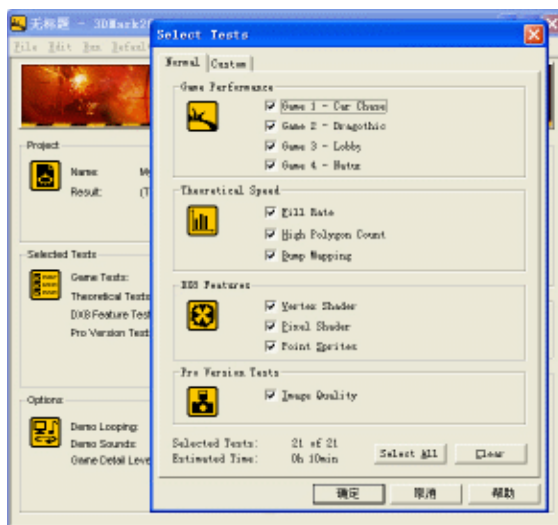 无标题 - 3DMark2
File Edit Run
Project
Name: My
Result: (T
Selected Tests
Game Tests:
Theoretical Tests
DX8 Feature Test
Pro Version Test
Options
Demo Looping:
Demo Sounds:
Game Detail Leve
Select Tests
Normal Custom
Game Performance
Game 1 - Car Chase
Game 2 - Dragothic
Game 3 - Lobby
Game 4 - Nature
Theoretical Speed
Fill Rate
High Polygon Count
Bump Mapping
DX8 Features
Vertex Shader
Pixel Shader
Point Sprites
Pro Version Tests
Image Quality
Selected Tests: 21 of 21
Estimated Time: 0h 10min
Select All Clear
确定 取消 帮助